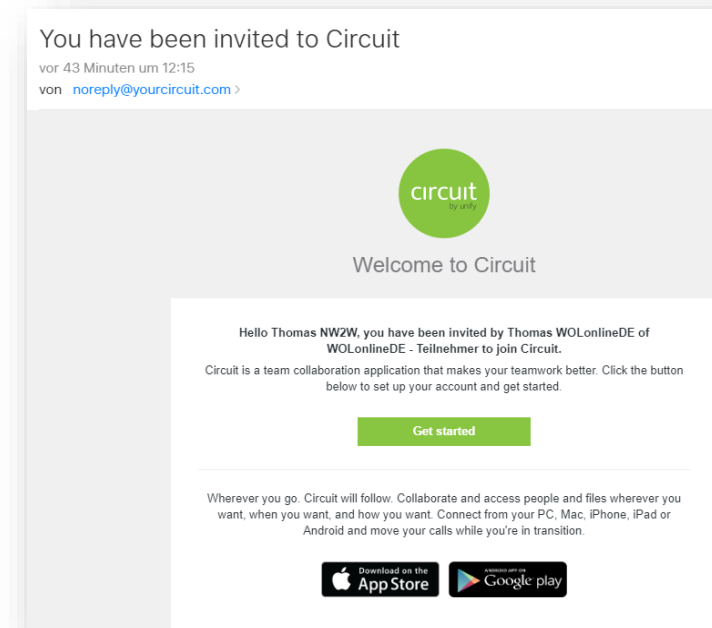 You have been invited to Circuit
vor 43 Minuten um 12:15
von noreply@yourcircuit.com >
cırcuıt
by unify
Welcome to Circuit
Hello Thomas NW2W, you have been invited by Thomas WOLonlineDE of
WOLonlineDE - Teilnehmer to join Circuit.
Circuit is a team collaboration application that makes your teamwork better. Click the button
below to set up your account and get started.
Get started
Wherever you go. Circuit will follow. Collaborate and access people and files wherever you
want, when you want, and how you want. Connect from your PC, Mac, iPhone, iPad or
Android and move your calls while you're in transition.
Download on the
App Store
ANDROID APP ON
Google play